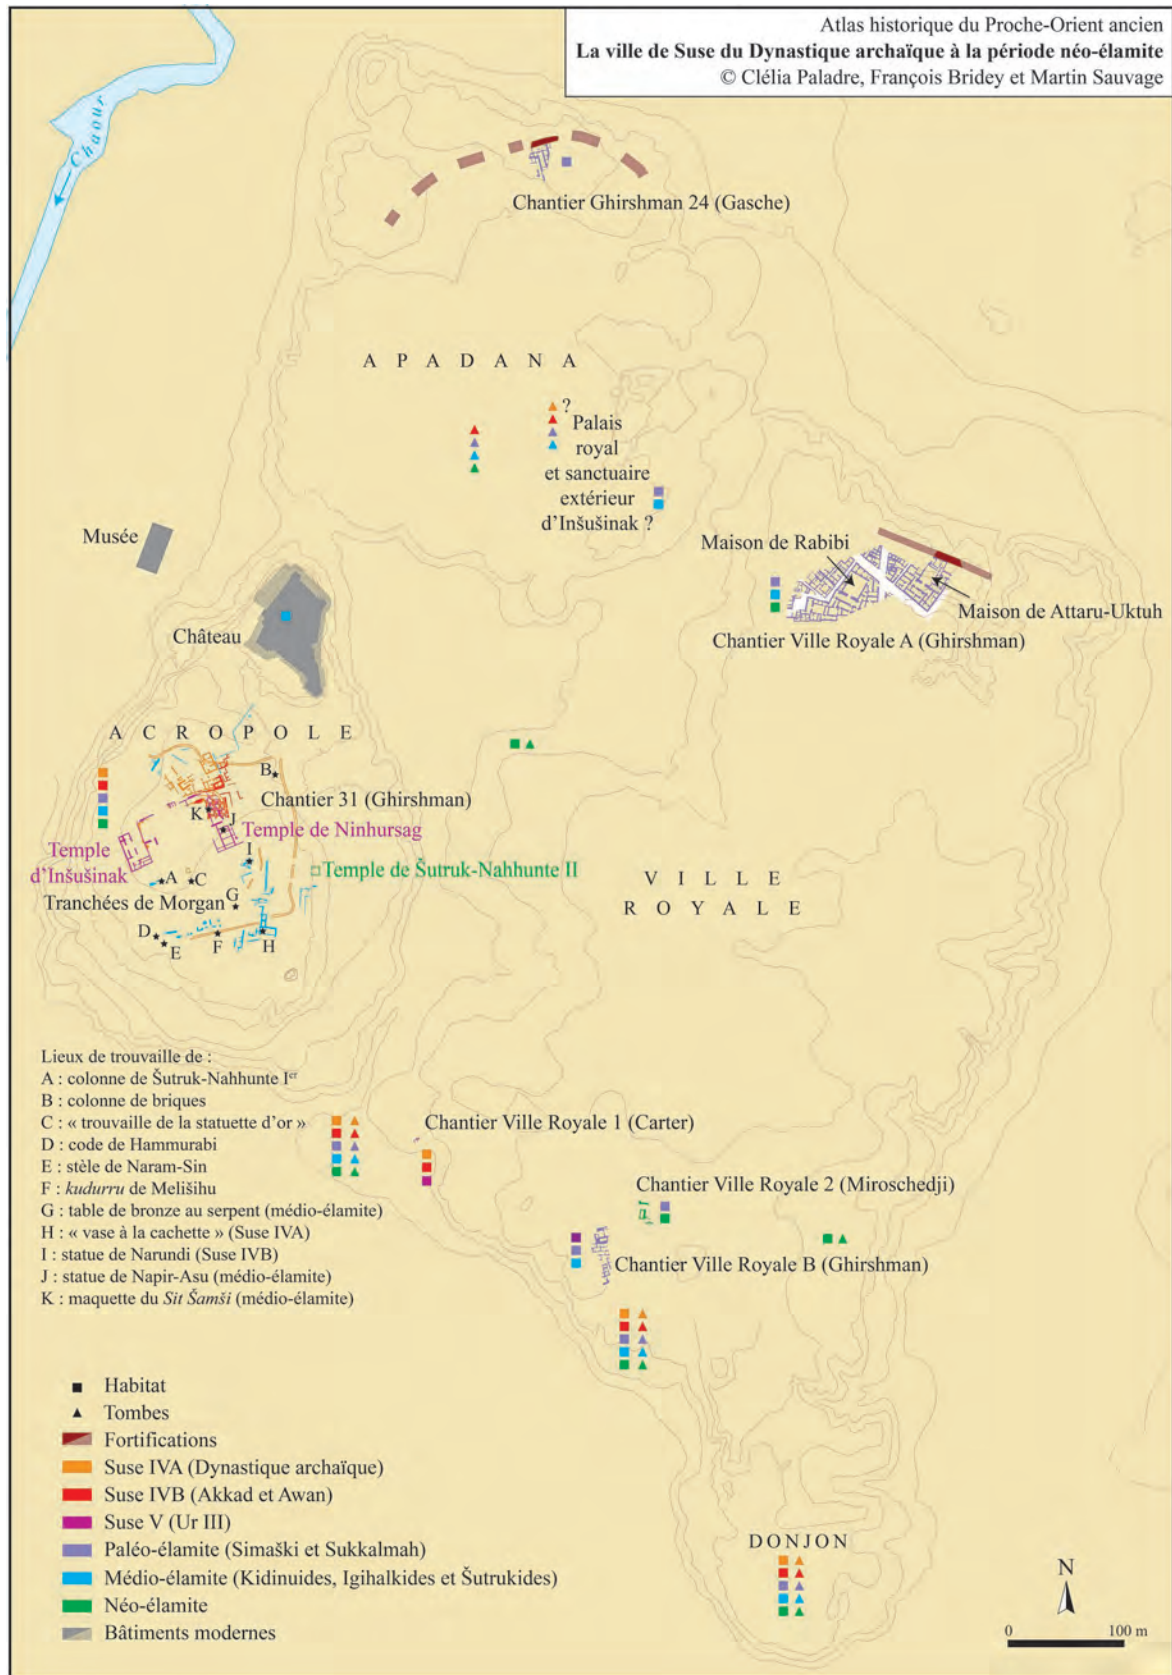 Atlas historique du Proche-Orient ancien
La ville de Suse du Dynastique archaïque à la période néo-élamite
© Clélia Paladre, François Bridey et Martin Sauvage
Chaour
Chantier Ghirshman 24 (Gasche)
A P A D A N A
?
Palais
royal
et sanctuaire
extérieur
d'Inšušinak ?
Musée
Maison de Rabibi
Maison de Attaru-Uktuh
Château
Chantier Ville Royale A (Ghirshman)
A C R O P O L E
B
Chantier 31 (Ghirshman)
K
J
Temple de Ninhursag
Temple
d'Inšušinak
I
Temple de Šutruk-Nahhunte II
A
C
G
Tranchées de Morgan
D
E
F
H
V I L L E
R O Y A L E
Lieux de trouvaille de :
A : colonne de Šutruk-Nahhunte Ier
B : colonne de briques
C : « trouvaille de la statuette d'or »
D : code de Hammurabi
E : stèle de Naram-Sin
F : kudurru de Melišihu
G : table de bronze au serpent (médio-élamite)
H : « vase à la cachette » (Suse IVA)
I : statue de Narundi (Suse IVB)
J : statue de Napir-Asu (médio-élamite)
K : maquette du Sit Šamši (médio-élamite)
Chantier Ville Royale 1 (Carter)
Chantier Ville Royale 2 (Miroschedji)
Chantier Ville Royale B (Ghirshman)
Habitat
Tombes
Fortifications
Suse IVA (Dynastique archaïque)
Suse IVB (Akkad et Awan)
Suse V (Ur III)
Paléo-élamite (Simaški et Sukkalmah)
Médio-élamite (Kidinuides, Igihalkides et Šutrukides)
Néo-élamite
Bâtiments modernes
DONJON
N
0 100 m